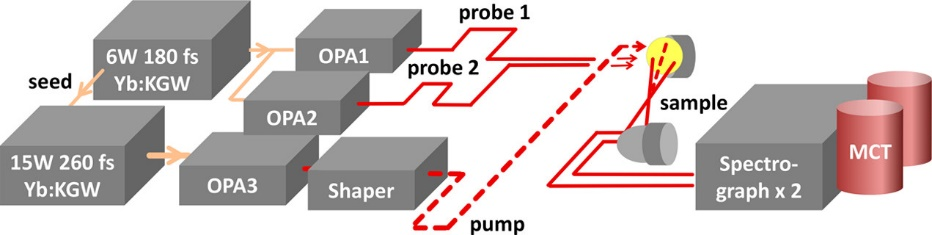 6W 180 fs
Yb:KGW
seed
15W 260 fs
Yb:KGW
OPA1
OPA2
OPA3
Shaper
probe 1
probe 2
pump
sample
Spectro-
graph x 2
MCT